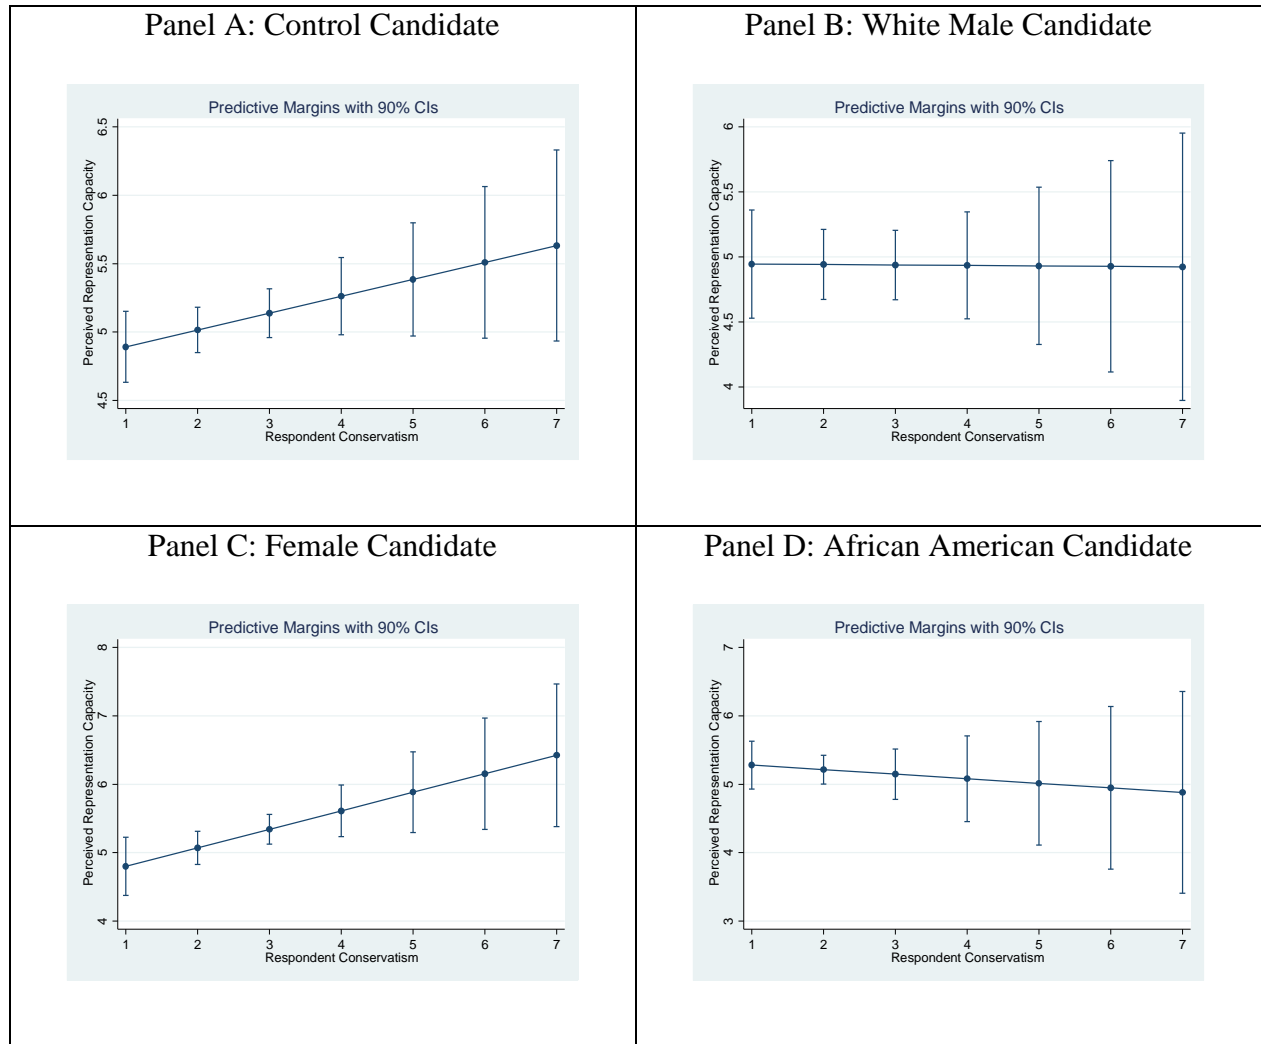 Panel A: Control Candidate
Predictive Margins with 90% CIs
Perceived Representation Capacity
6.5
6
5.5
5
4.5
1 2 3 4 5 6 7
Respondent Conservatism
Panel B: White Male Candidate
Predictive Margins with 90% CIs
Perceived Representation Capacity
6
5.5
5
4.5
4
1 2 3 4 5 6 7
Respondent Conservatism
Panel C: Female Candidate
Predictive Margins with 90% CIs
Perceived Representation Capacity
8
7
6
5
4
1 2 3 4 5 6 7
Respondent Conservatism
Panel D: African American Candidate
Predictive Margins with 90% CIs
Perceived Representation Capacity
7
6
5
4
3
1 2 3 4 5 6 7
Respondent Conservatism